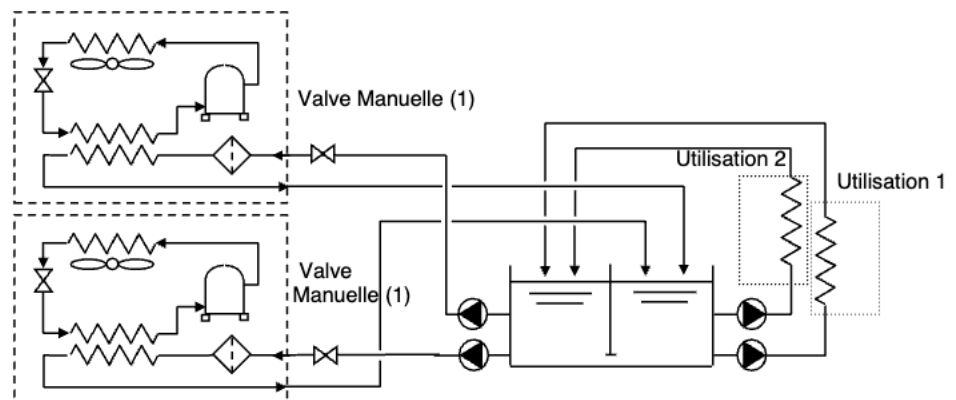 Valve Manuelle (1)
Utilisation 2
Utilisation 1
Valve
Manuelle (1)